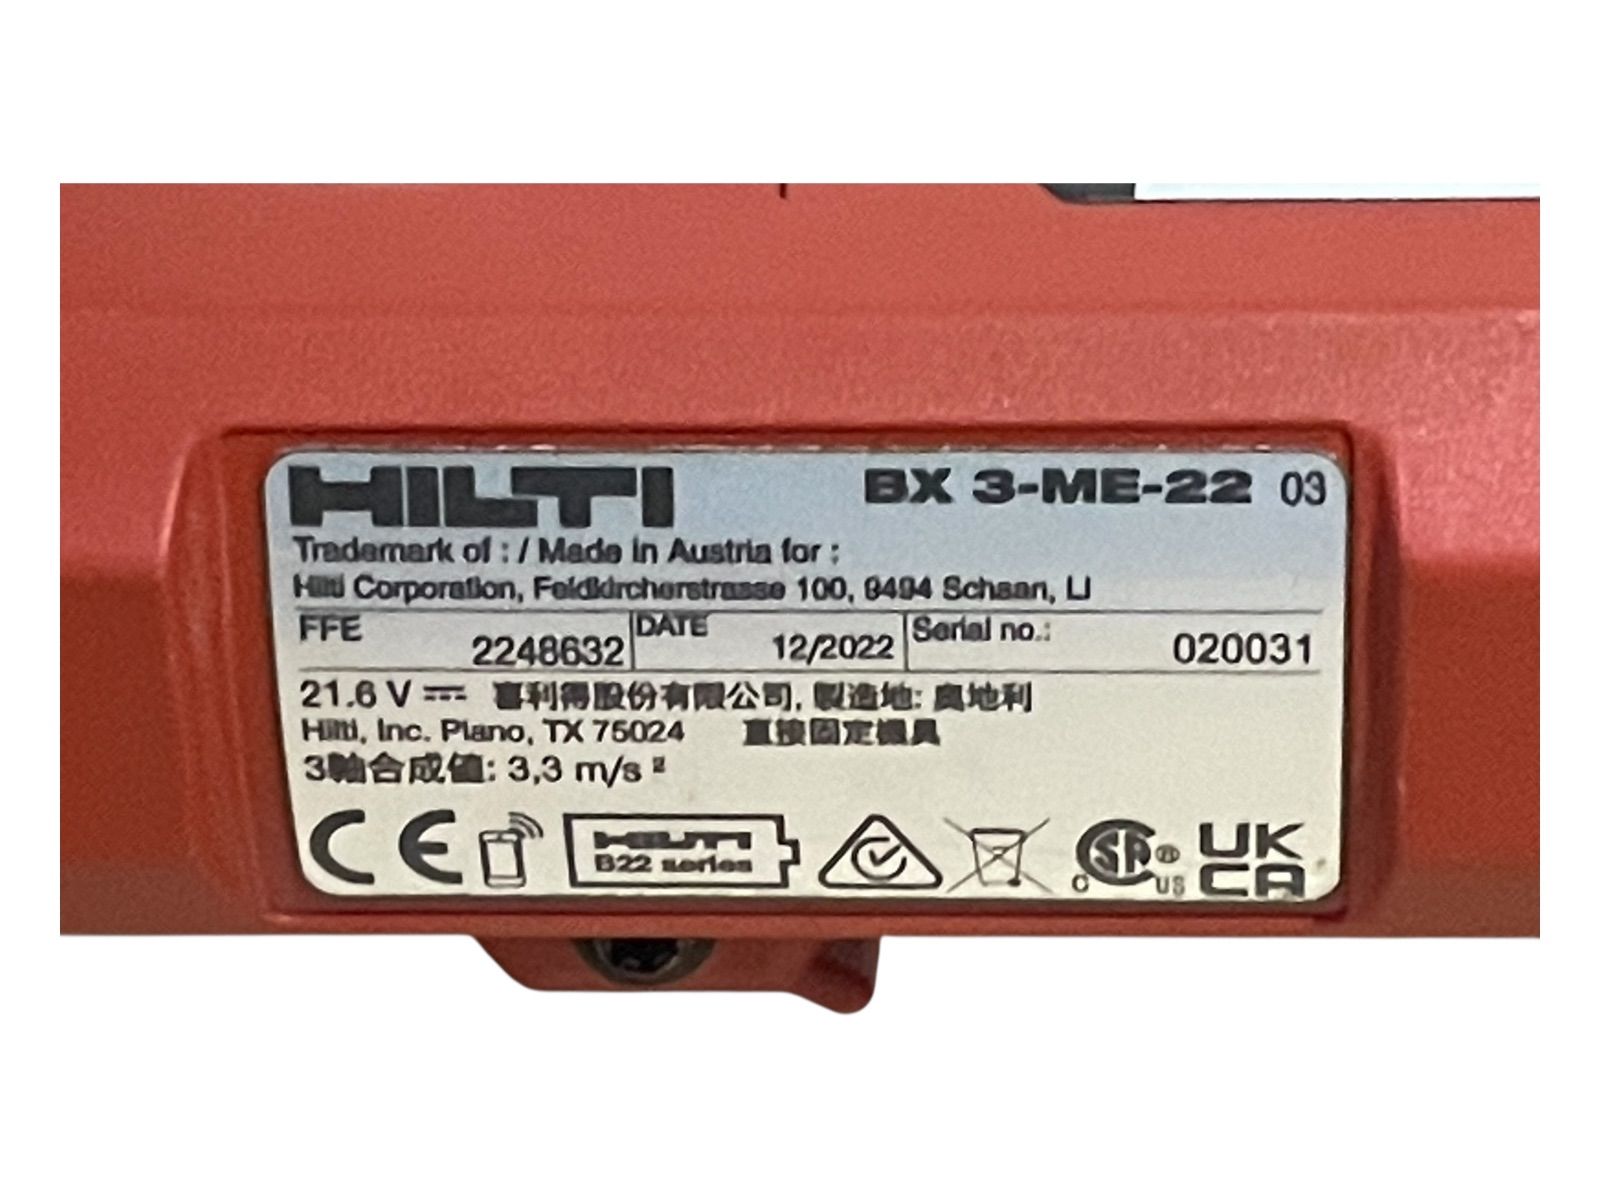 HILTI BX 3-ME-22 03
Trademark of : / Made in Austria for :
Hilti Corporation, Feldkircherstrasse 100, 9494 Schaan, LI
FFE 2248632 DATE 12/2022 Serial no.: 020031
21.6 V 喜利得股份有限公司, 製造地: 奧地利
Hilti, Inc. Plano, TX 75024 直接固定機具
3軸合成値: 3,3 m/s²
CE HILTI
B22 series
C SA ® US
UK
CA